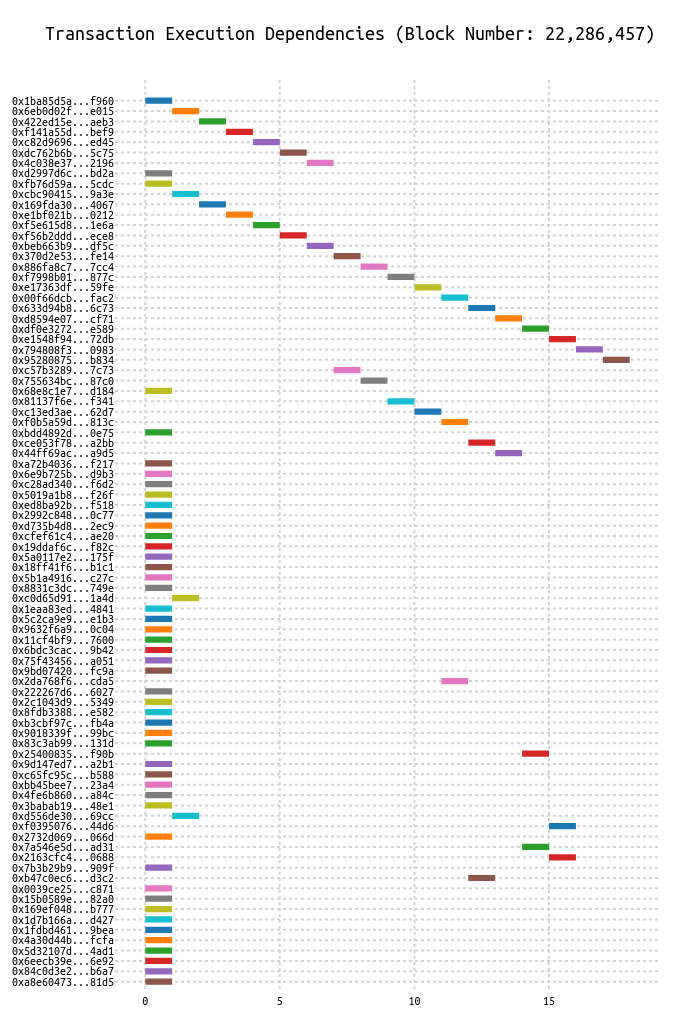 Transaction Execution Dependencies (Block Number: 22,286,457)
0x1ba85d5a...f960
0x6eb0d02f...e015
0x422ed15e...aeb3
0xf141a55d...bef9
0xc82d9696...ed45
0xdc762b6b...5c75
0x4c038e37...2196
0xd2997d6c...bd2a
0xfb76d59a...5cdc
0xcbc90415...9a3e
0x169fda30...4067
0xe1bf021b...0212
0xf5e615d8...1e6a
0xf56b2ddd...ece8
0xbeb663b9...df5c
0x370d2e53...fe14
0x886fa8c7...7cc4
0xf7998b01...877c
0xe17363df...59fe
0x00f66dcb...fac2
0x633d94b8...6c73
0xd8594e07...cf71
0xdf0e3272...e589
0xe1548f94...72db
0x794808f3...0983
0x95280875...b834
0xc57b3289...7c73
0x755634bc...87c0
0x68e8c1e7...d184
0x81137f6e...f341
0xc13ed3ae...62d7
0xf0b5a59d...813c
0xbdd4892d...0e75
0xce053f78...a2bb
0x44ff69ac...a9d5
0xa72b4036...f217
0x6e9b725b...d9b3
0xc28ad340...f6d2
0x5019a1b8...f26f
0xed8ba92b...f518
0x2992c848...0c77
0xd735b4d8...2ec9
0xcfef61c4...ae20
0x19ddaf6c...f82c
0x5a0117e2...175f
0x18ff41f6...b1c1
0x5b1a4916...c27c
0x8831c3dc...749e
0xc0d65d91...1a4d
0x1eaa83ed...4841
0x5c2ca9e9...e1b3
0x9632f6a9...0c04
0x11cf4bf9...7600
0x6bdc3cac...9b42
0x75f43456...a051
0x9bd07420...fc9a
0x2da768f6...cda5
0x222267d6...6027
0x2c1043d9...5349
0x8fdb3388...e582
0xb3cbf97c...fb4a
0x9018339f...99bc
0x83c3ab99...131d
0x25400835...f90b
0x9d147ed7...a2b1
0xc65fc95c...b588
0xbb45bee7...23a4
0x4fe6b860...a84c
0x3babab19...48e1
0xd556de30...69cc
0xf0395076...44d6
0x2732d069...066d
0x7a546e5d...ad31
0x2163cfc4...0688
0x7b3b29b9...909f
0xb47c0ec6...d3c2
0x0039ce25...c871
0x15b0589e...82a0
0x169ef048...b777
0x1d7b166a...d427
0x1fdbd461...9bea
0x4a30d44b...fcfa
0x5d32107d...4ad1
0x6eecb39e...6e92
0x84c0d3e2...b6a7
0xa8e60473...81d5
0 5 10 15